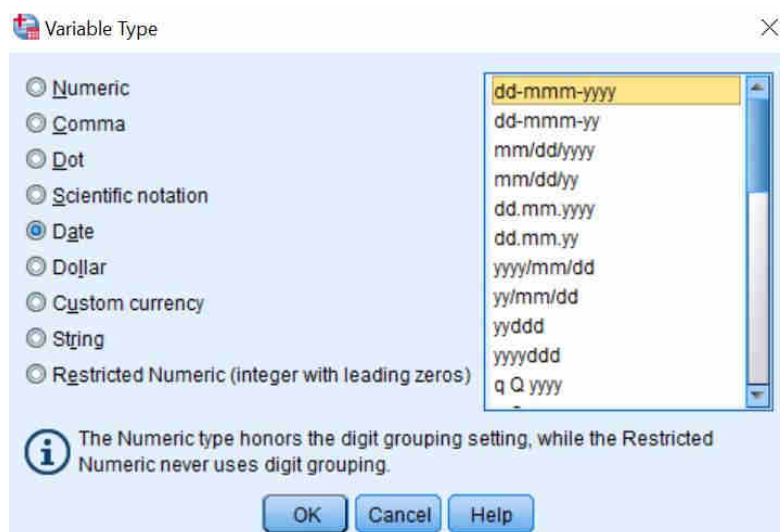 Variable Type
Numeric
Comma
Dot
Scientific notation
Date
Dollar
Custom currency
String
Restricted Numeric (integer with leading zeros)
dd-mmm-yyyy
dd-mmm-yy
mm/dd/yyyy
mm/dd/yy
dd.mm.yyyy
dd.mm.yy
yyyy/mm/dd
yy/mm/dd
yyddd
yyyyddd
q Q yyyy
The Numeric type honors the digit grouping setting, while the Restricted
Numeric never uses digit grouping.
OK Cancel Help